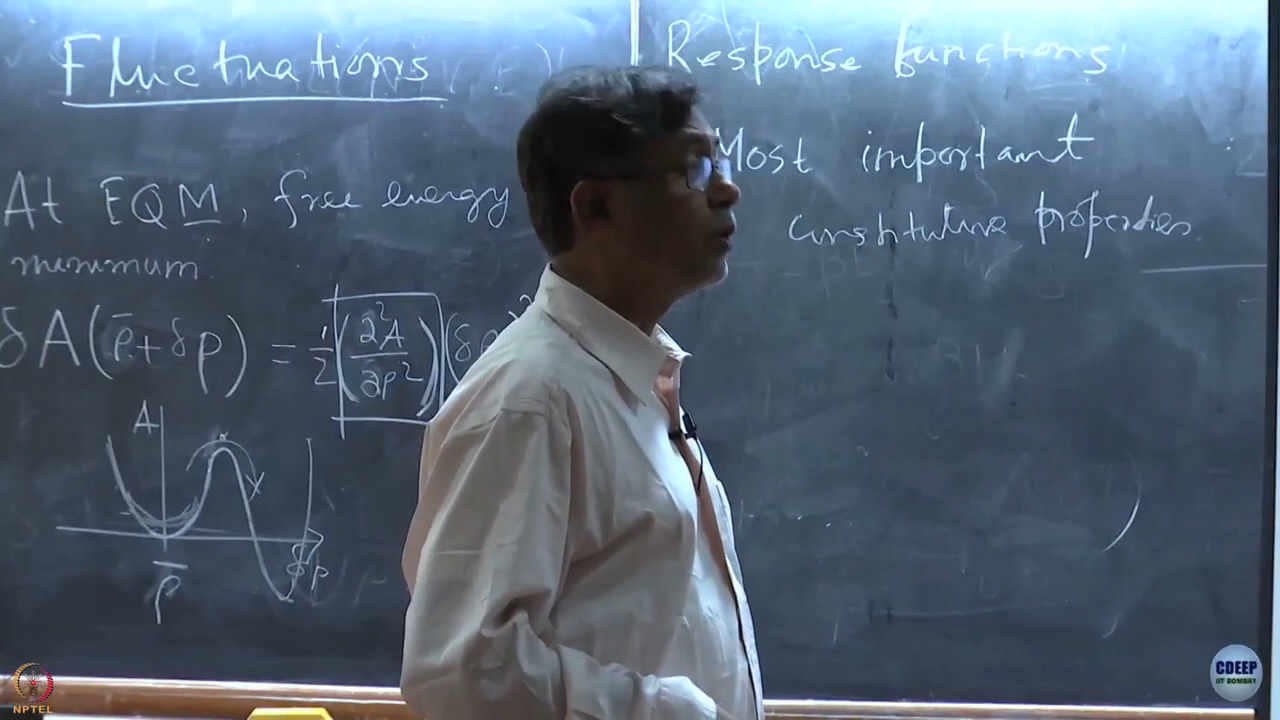 Fluctuations
At EQM, free energy
minimum
δA(ρ̄+δρ) = 1/2 (∂²A/∂ρ²)(δρ
A
ρ̄
δρ
Response functions
Most important
constitutive properties
NPTEL
CDEEP
IIT BOMBAY